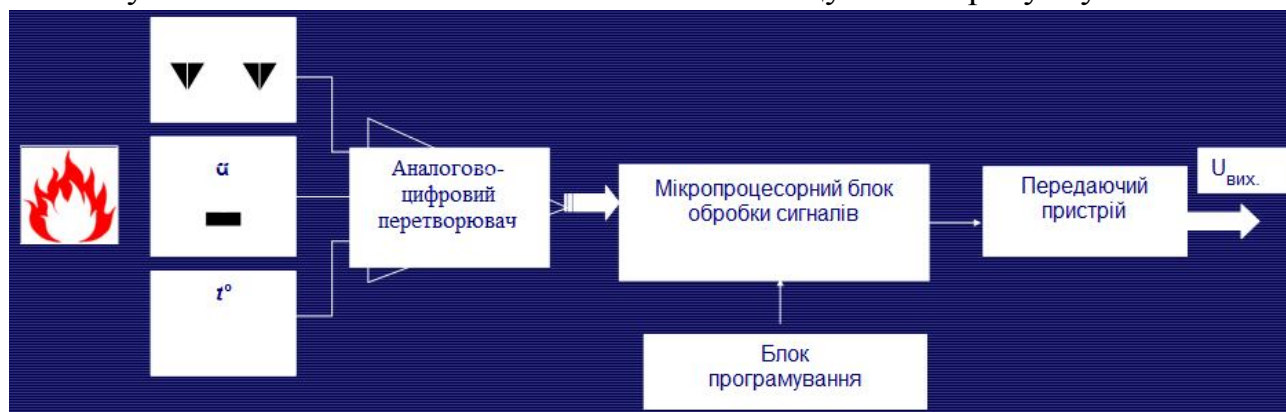 α
t°
Аналогово-
цифровий
перетворювач
Мікропроцесорний блок
обробки сигналів
Передаючий
пристрій
Uвих.
Блок
програмування